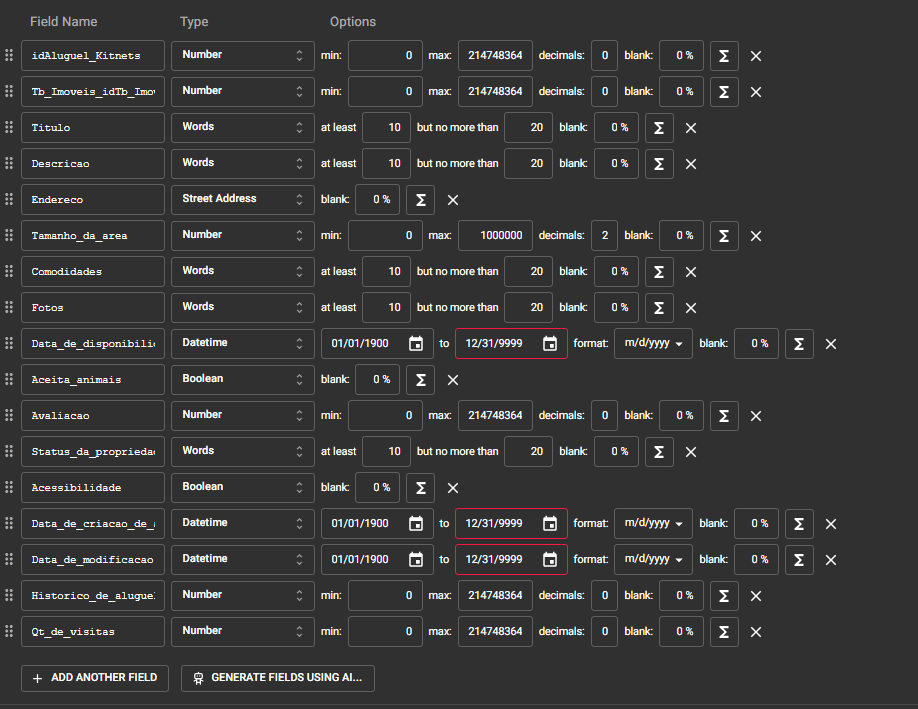 Field Name Type Options
idAluguel_Kitnets Number min: 0 max: 214748364 decimals: 0 blank: 0 % Σ
Tb_Imoveis_idTb_Imov Number min: 0 max: 214748364 decimals: 0 blank: 0 % Σ
Titulo Words at least 10 but no more than 20 blank: 0 % Σ
Descricao Words at least 10 but no more than 20 blank: 0 % Σ
Endereco Street Address blank: 0 % Σ
Tamanho_da_area Number min: 0 max: 1000000 decimals: 2 blank: 0 % Σ
Comodidades Words at least 10 but no more than 20 blank: 0 % Σ
Fotos Words at least 10 but no more than 20 blank: 0 % Σ
Data_de_disponibilid Datetime 01/01/1900 to 12/31/9999 format: m/d/yyyy blank: 0 % Σ
Aceita_animais Boolean blank: 0 % Σ
Avaliacao Number min: 0 max: 214748364 decimals: 0 blank: 0 % Σ
Status_da_propriedad Words at least 10 but no more than 20 blank: 0 % Σ
Acessibilidade Boolean blank: 0 % Σ
Data_de_criacao_de_a Datetime 01/01/1900 to 12/31/9999 format: m/d/yyyy blank: 0 % Σ
Data_de_modificacao Datetime 01/01/1900 to 12/31/9999 format: m/d/yyyy blank: 0 % Σ
Historico_de_aluguel Number min: 0 max: 214748364 decimals: 0 blank: 0 % Σ
Qt_de_visitas Number min: 0 max: 214748364 decimals: 0 blank: 0 % Σ
+ ADD ANOTHER FIELD GENERATE FIELDS USING AI...